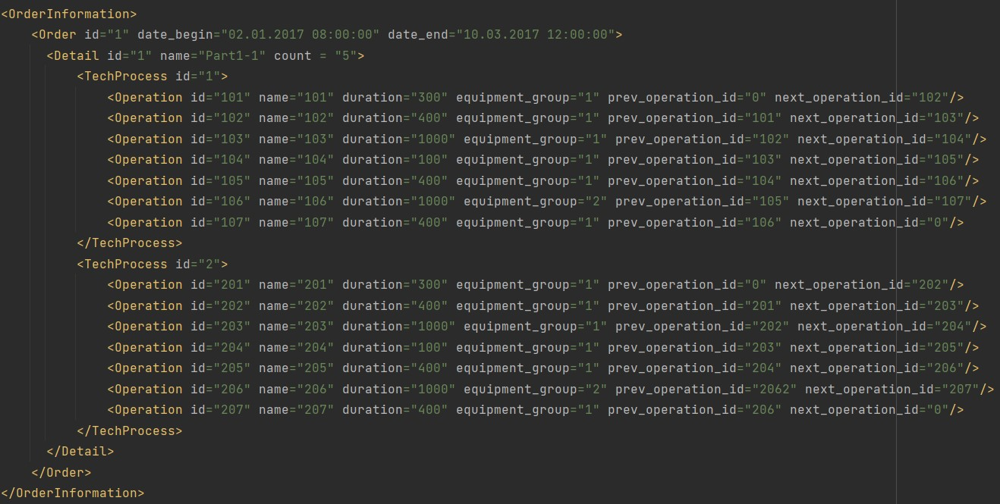 <OrderInformation>
<Order id="1" date_begin="02.01.2017 08:00:00" date_end="10.03.2017 12:00:00">
<Detail id="1" name="Part1-1" count = "5">
<TechProcess id="1">
<Operation id="101" name="101" duration="300" equipment_group="1" prev_operation_id="0" next_operation_id="102"/>
<Operation id="102" name="102" duration="400" equipment_group="1" prev_operation_id="101" next_operation_id="103"/>
<Operation id="103" name="103" duration="1000" equipment_group="1" prev_operation_id="102" next_operation_id="104"/>
<Operation id="104" name="104" duration="100" equipment_group="1" prev_operation_id="103" next_operation_id="105"/>
<Operation id="105" name="105" duration="400" equipment_group="1" prev_operation_id="104" next_operation_id="106"/>
<Operation id="106" name="106" duration="1000" equipment_group="2" prev_operation_id="105" next_operation_id="107"/>
<Operation id="107" name="107" duration="400" equipment_group="1" prev_operation_id="106" next_operation_id="0"/>
</TechProcess>
<TechProcess id="2">
<Operation id="201" name="201" duration="300" equipment_group="1" prev_operation_id="0" next_operation_id="202"/>
<Operation id="202" name="202" duration="400" equipment_group="1" prev_operation_id="201" next_operation_id="203"/>
<Operation id="203" name="203" duration="1000" equipment_group="1" prev_operation_id="202" next_operation_id="204"/>
<Operation id="204" name="204" duration="100" equipment_group="1" prev_operation_id="203" next_operation_id="205"/>
<Operation id="205" name="205" duration="400" equipment_group="1" prev_operation_id="204" next_operation_id="206"/>
<Operation id="206" name="206" duration="1000" equipment_group="2" prev_operation_id="2062" next_operation_id="207"/>
<Operation id="207" name="207" duration="400" equipment_group="1" prev_operation_id="206" next_operation_id="0"/>
</TechProcess>
</Detail>
</Order>
</OrderInformation>